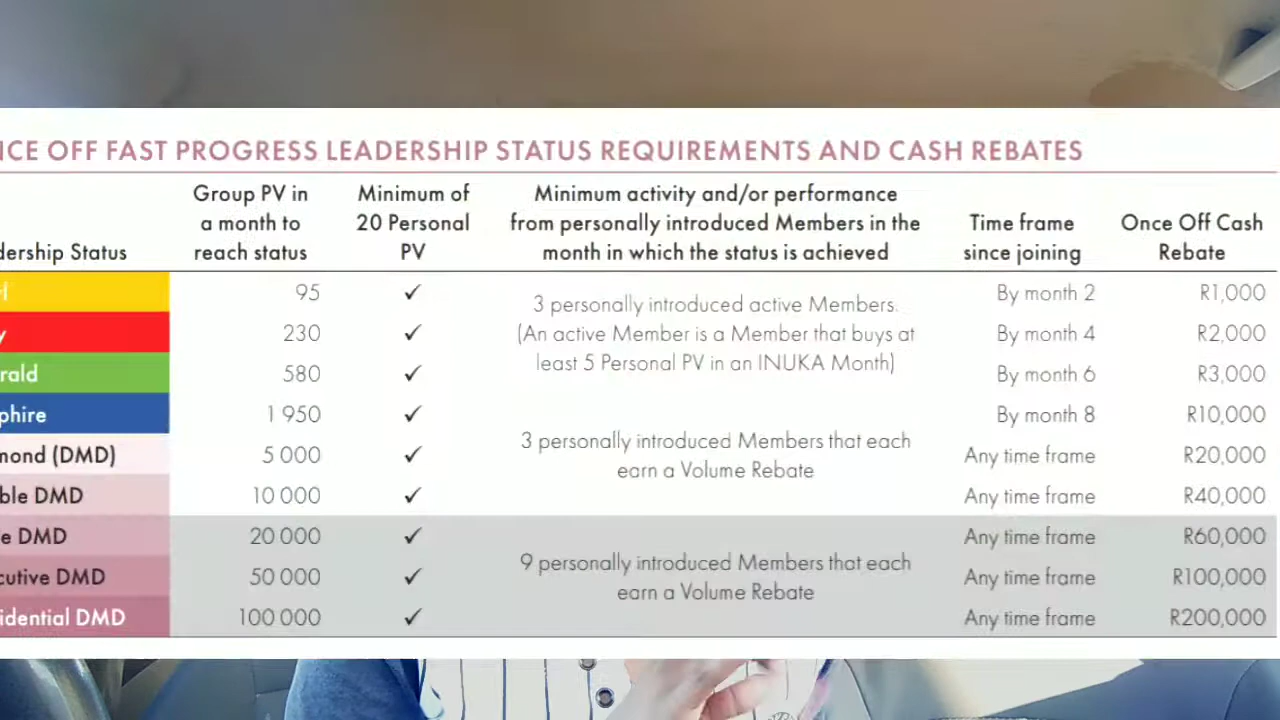 NCE OFF FAST PROGRESS LEADERSHIP STATUS REQUIREMENTS AND CASH REBATES
dership Status Group PV in a month to reach status Minimum of 20 Personal PV Minimum activity and/or performance from personally introduced Members in the month in which the status is achieved Time frame since joining Once Off Cash Rebate
95 ✓ By month 2 R1,000
230 ✓ By month 4 R2,000
rald 580 ✓ By month 6 R3,000
3 personally introduced active Members.
(An active Member is a Member that buys at
least 5 Personal PV in an INUKA Month)
phire 1 950 ✓ By month 8 R10,000
mond (DMD) 5 000 ✓ Any time frame R20,000
ble DMD 10 000 ✓ Any time frame R40,000
3 personally introduced Members that each
earn a Volume Rebate
e DMD 20 000 ✓ Any time frame R60,000
cutive DMD 50 000 ✓ Any time frame R100,000
idential DMD 100 000 ✓ Any time frame R200,000
9 personally introduced Members that each
earn a Volume Rebate